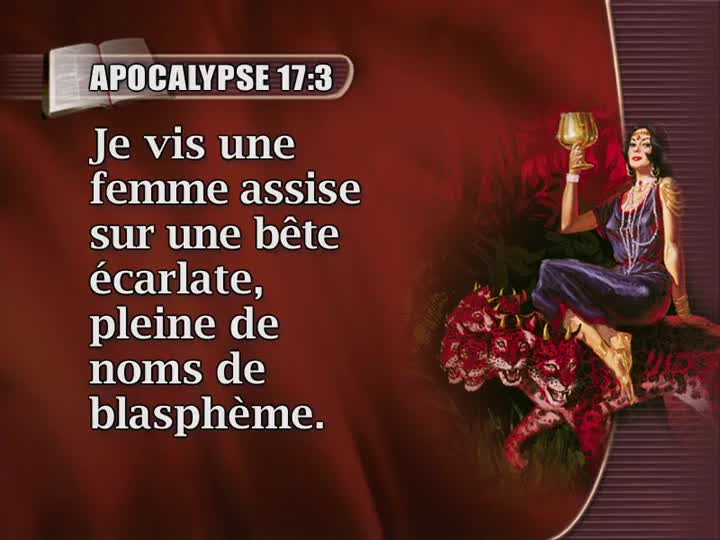 APOCALYPSE 17:3
Je vis une
femme assise
sur une bête
écarlate,
pleine de
noms de
blasphème.